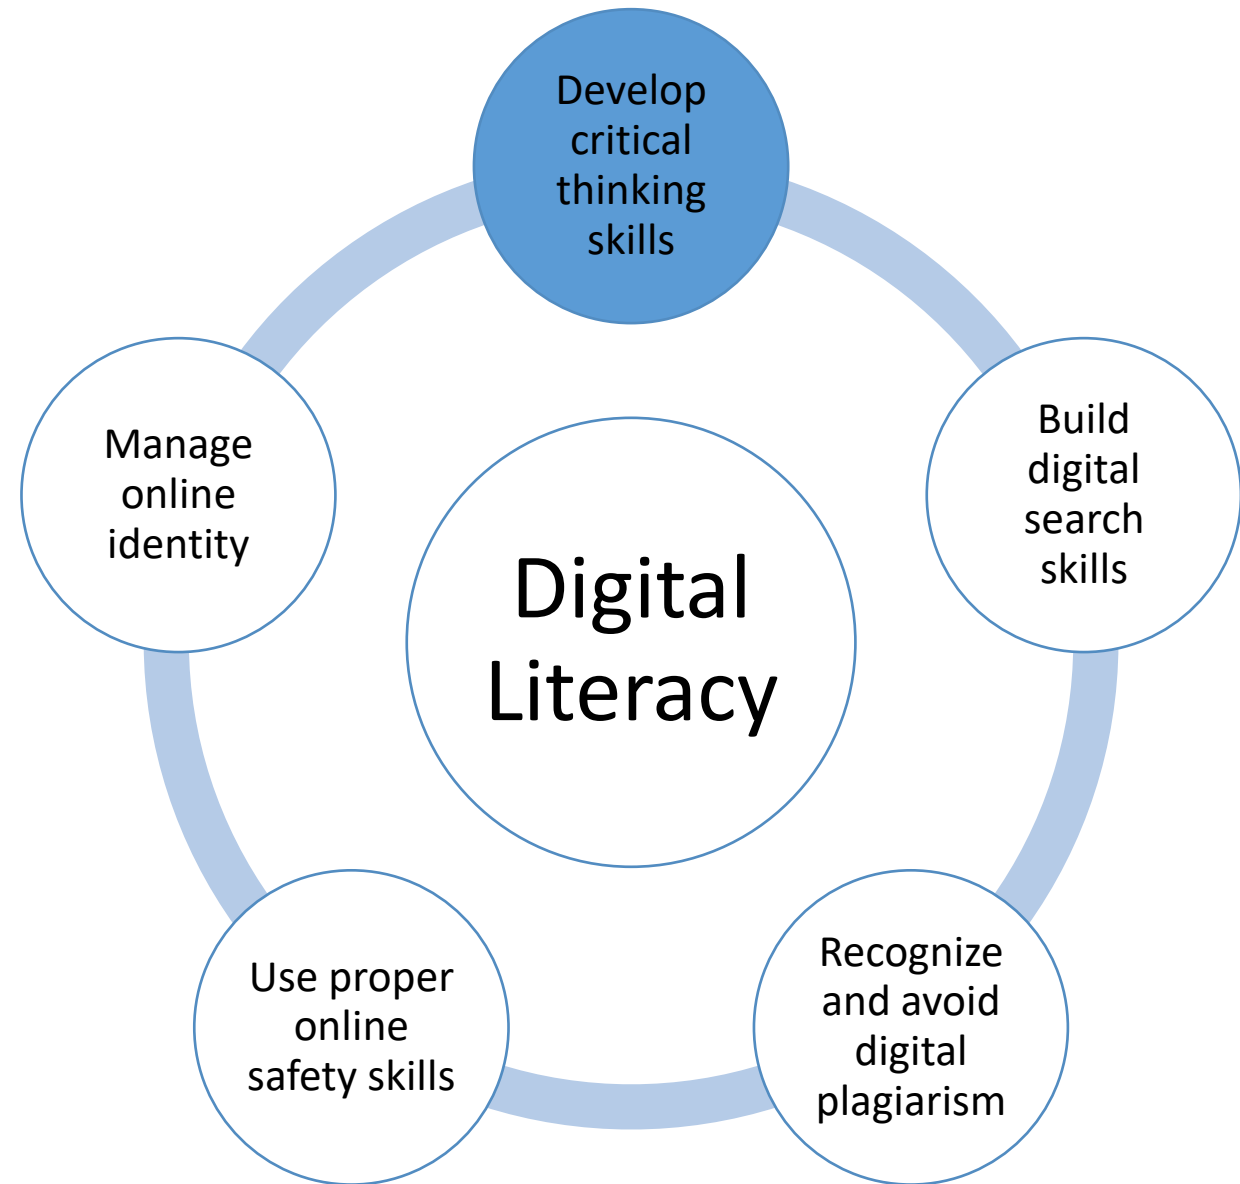 Develop
critical
thinking
skills
Build
digital
search
skills
Recognize
and avoid
digital
plagiarism
Use proper
online
safety skills
Manage
online
identity
Digital
Literacy